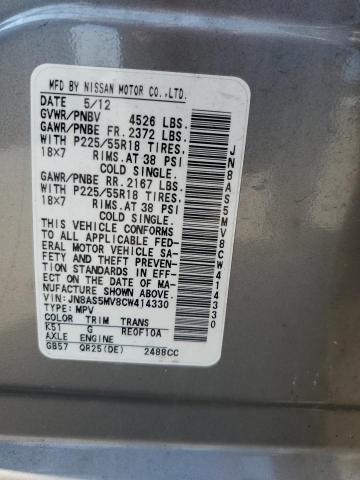 MFD BY NISSAN MOTOR CO.,LTD.
DATE 5/12
GVWR/PNBV 4526 LBS.
GAWR/PNBE FR. 2372 LBS.
WITH P225/55R18 TIRES.
18X7 RIMS.AT 38 PSI
COLD SINGLE.
GAWR/PNBE RR. 2167 LBS.
WITH P225/55R18 TIRES.
18X7 RIMS.AT 38 PSI
COLD SINGLE.
THIS VEHICLE CONFORMS
TO ALL APPLICABLE FED-
ERAL MOTOR VEHICLE SA-
FETY AND THEFT PREVEN-
TION STANDARDS IN EFF-
ECT ON THE DATE OF MA-
NUFACTURE SHOWN ABOVE
VIN:JN8AS5MV8CW414330
TYPE:MPV
COLOR TRIM TRANS
K51 G RE0F10A
AXLE ENGINE
GB57 QR25(DE) 2488CC
JN8AS5MV8CW414330